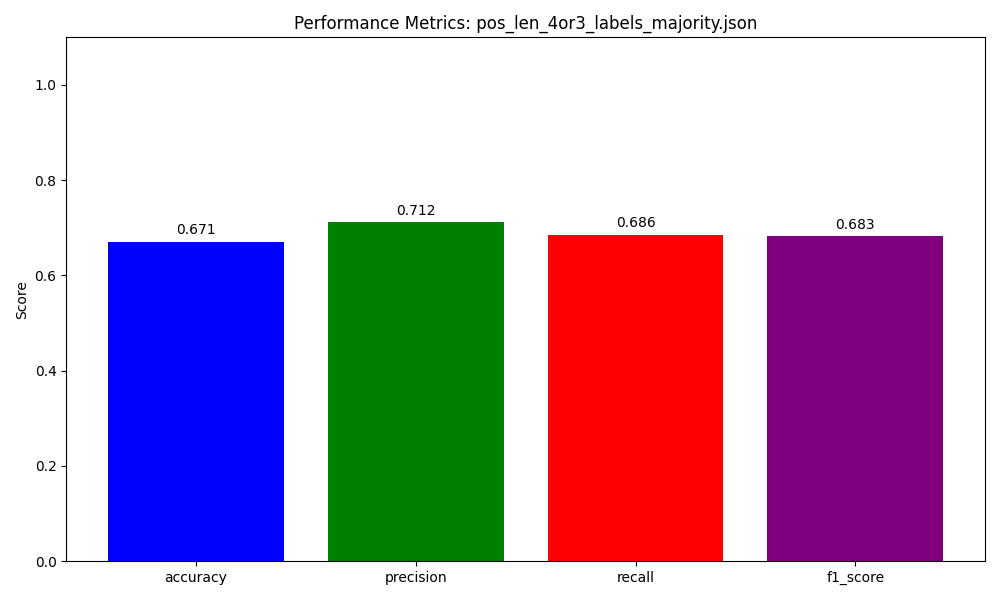 Performance Metrics: pos_len_4or3_labels_majority.json
1.0
0.8
0.712
0.671
0.686
0.683
0.6
Score
0.4
0.2
0.0
accuracy
precision
recall
f1_score